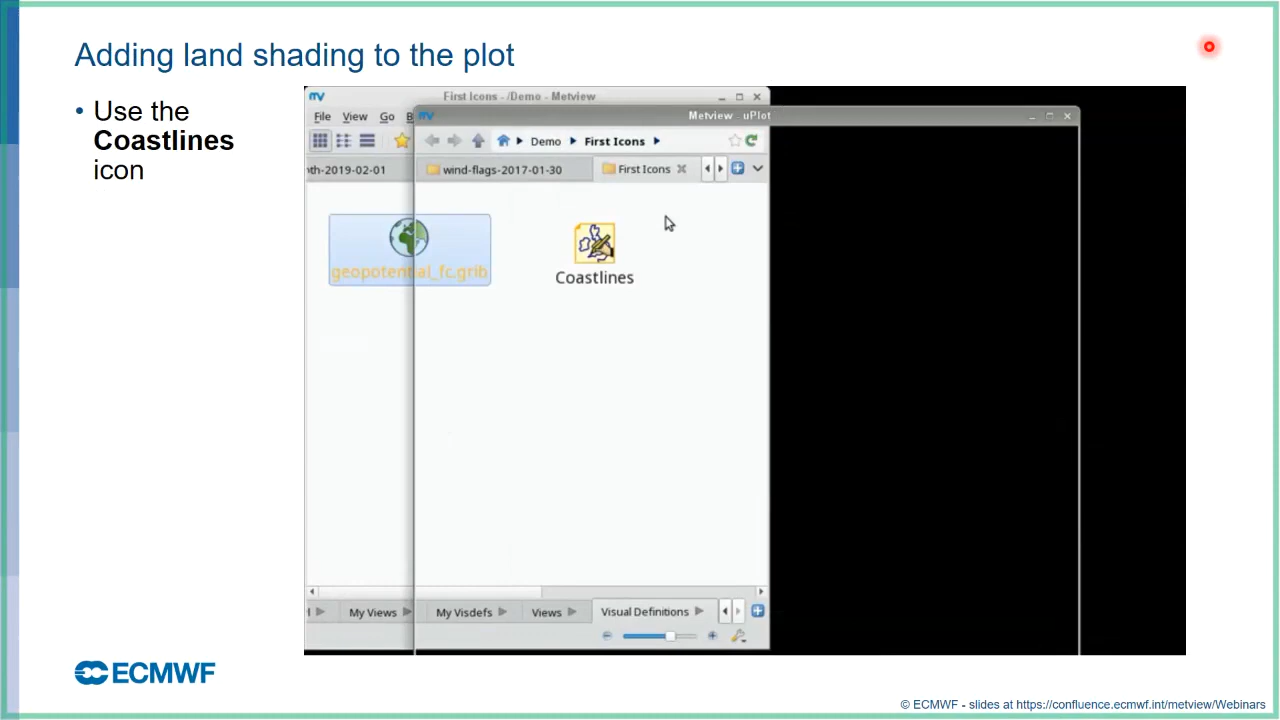 Adding land shading to the plot
• Use the
Coastlines
icon
First Icons - /Demo - Metview
Metview - uPlot
File View Go B
Demo First Icons
nth-2019-02-01 wind-flags-2017-01-30 First Icons
geopotential_fc.grib
Coastlines
My Views My Visdefs Views Visual Definitions
ECMWF
© ECMWF - slides at https://confluence.ecmwf.int/metview/Webinars